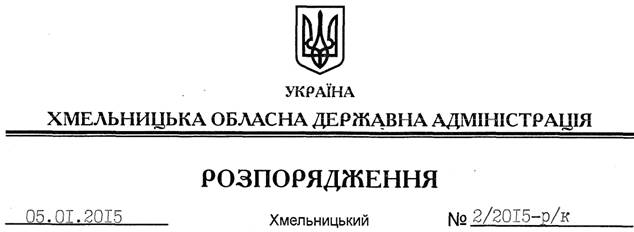 УКРАЇНА
ХМЕЛЬНИЦЬКА ОБЛАСНА ДЕРЖАВНА АДМІНІСТРАЦІЯ
РОЗПОРЯДЖЕННЯ
05.01.2015 Хмельницький № 2/2015-р/к